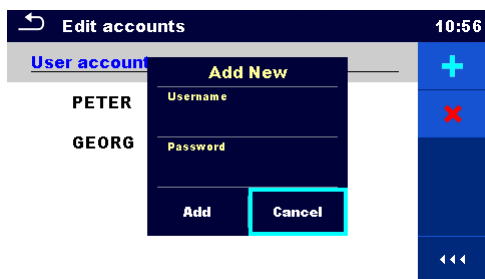 Edit accounts 10:56
User account
Add New
PETER
Username
GEORG
Password
Add Cancel